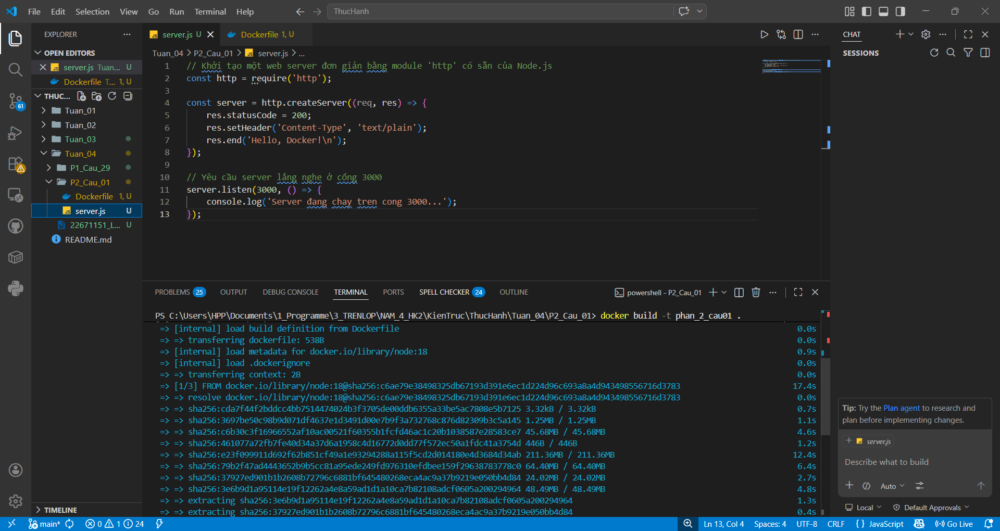 File Edit Selection View Go Run Terminal Help
ThucHanh
EXPLORER
OPEN EDITORS
server.js Tuan... U
Dockerfile T... 1, U
THUC...
Tuan_01
Tuan_02
Tuan_03
Tuan_04
P1_Cau_29
P2_Cau_01
Dockerfile 1, U
server.js U
22671151_L... U
README.md
TIMELINE
61
server.js U
Dockerfile 1, U
Tuan_04 > P2_Cau_01 > server.js > ...
1 // Khởi tạo một web server đơn giản bằng module 'http' có sẵn của Node.js
2 const http = require('http');
3
4 const server = http.createServer((req, res) => {
5 res.statusCode = 200;
6 res.setHeader('Content-Type', 'text/plain');
7 res.end('Hello, Docker!\n');
8 });
9
10 // Yêu cầu server lắng nghe ở cổng 3000
11 server.listen(3000, () => {
12 console.log('Server đang chay tren cong 3000...');
13 });
PROBLEMS 25 OUTPUT DEBUG CONSOLE TERMINAL PORTS SPELL CHECKER 24 OUTLINE
powershell - P2_Cau_01
PS C:\Users\HPP\Documents\1_Programme\3_TRENLOP\NAM_4_HK2\KienTruc\ThucHanh\Tuan_04\P2_Cau_01> docker build -t phan_2_cau01 .
=> [internal] load build definition from Dockerfile 0.0s
=> => transferring dockerfile: 538B 0.0s
=> [internal] load metadata for docker.io/library/node:18 0.9s
=> [internal] load .dockerignore 0.0s
=> => transferring context: 2B 0.0s
=> [1/3] FROM docker.io/library/node:18@sha256:c6ae79e38498325db67193d391e6ec1d224d96c693a8a4d943498556716d3783 17.4s
=> => resolve docker.io/library/node:18@sha256:c6ae79e38498325db67193d391e6ec1d224d96c693a8a4d943498556716d3783 0.0s
=> => sha256:cda7f44f2bddcc4bb7514474024b3f3705de00ddb6355a33be5ac7808e5b7125 3.32kB / 3.32kB 0.7s
=> => sha256:3697be50c98b9d071df4637e1d3491d00e7b9f3a732768c876d82309b3c5a145 1.25MB / 1.25MB 1.1s
=> => sha256:c6b30c3f16966552af10ac00521f60355b1fcfd46ac1c20b1038587e28583ce7 45.68MB / 45.68MB 4.6s
=> => sha256:461077a72fb7fe40d34a37d6a1958c4d16772d0dd77f572ec50a1fdc41a3754d 446B / 446B 1.2s
=> => sha256:e23f099911d692f62b851cf49a1e93294288a115f5cd2d014180e4d3684d34ab 211.36MB / 211.36MB 12.4s
=> => sha256:79b2f47ad4443652b9b5cc81a95ede249fd976310efdbee159f29638783778c0 64.40MB / 64.40MB 6.4s
=> => sha256:37927ed901b1b2608b72796c6881bf645480268eca4ac9a37b9219e050bb4d84 24.02MB / 24.02MB 2.7s
=> => sha256:3e6b9d1a95114e19f12262a4e8a59ad1d1a10ca7b82108adcf0605a200294964 48.49MB / 48.49MB 4.8s
=> => extracting sha256:3e6b9d1a95114e19f12262a4e8a59ad1d1a10ca7b82108adcf0605a200294964 1.3s
=> => extracting sha256:37927ed901b1b2608b72796c6881bf645480268eca4ac9a37b9219e050bb4d84 0.4s
CHAT
SESSIONS
Tip: Try the Plan agent to research and
plan before implementing changes.
server.js
Describe what to build
Auto
Local Default Approvals
main* 0 1 24
Ln 13, Col 4 Spaces: 4 UTF-8 CRLF { } JavaScript Go Live